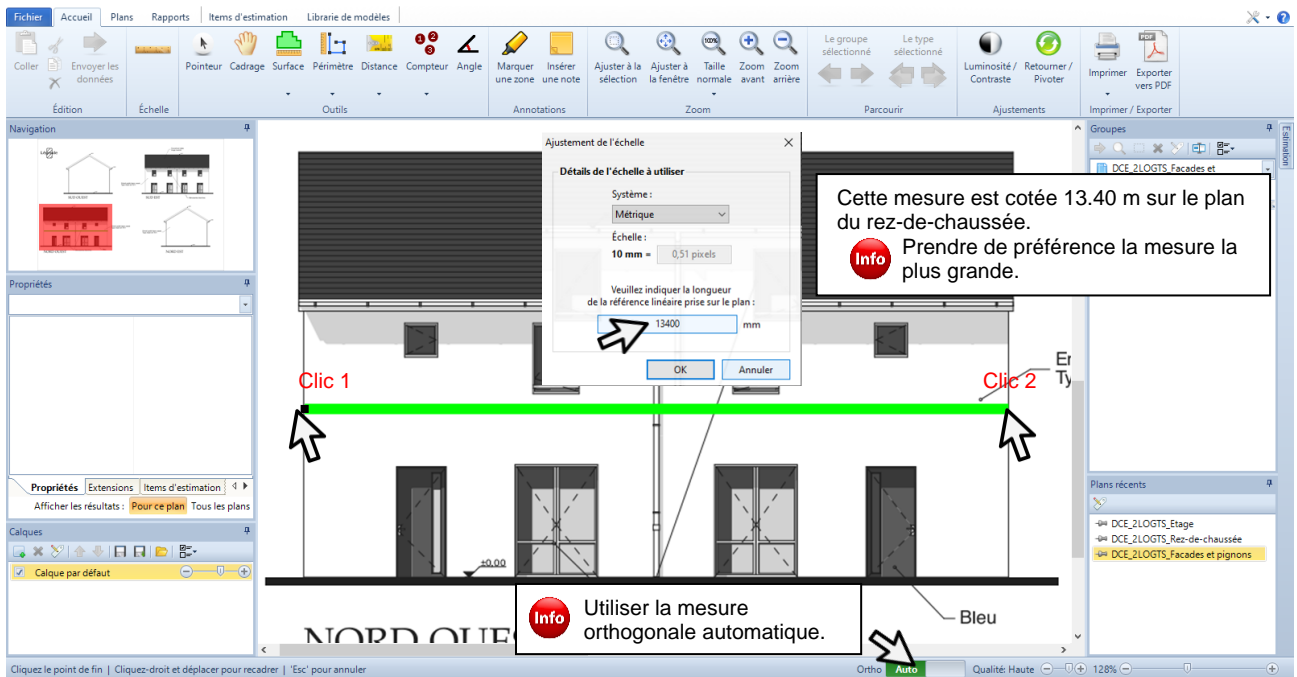 Fichier Accueil Plans Rapports Items d'estimation Librairie de modèles
Coller
Envoyer les
données
Édition
Échelle
Pointeur Cadrage Surface Périmètre Distance Compteur Angle
Outils
Marquer
une zone
Insérer
une note
Annotations
Ajuster à la
sélection
Ajuster à
la fenêtre
100%
Taille
normale
Zoom
avant
Zoom
arrière
Zoom
Le groupe
sélectionné
Le type
sélectionné
Parcourir
Luminosité /
Contraste
Retourner /
Pivoter
Ajustements
Imprimer
PDF
Exporter
vers PDF
Imprimer / Exporter
Navigation
Propriétés
Propriétés Extensions Items d'estimation
Afficher les résultats : Pour ce plan Tous les plans
Calques
Calque par défaut
Ajustement de l'échelle
Détails de l'échelle à utiliser
Système :
Métrique
Échelle :
10 mm = 0,51 pixels
Veuillez indiquer la longueur
de la référence linéaire prise sur le plan :
13400 mm
OK Annuler
Cette mesure est cotée 13.40 m sur le plan
du rez-de-chaussée.
Info Prendre de préférence la mesure la
plus grande.
Clic 1
Clic 2
En
Ty
±0,00
Bleu
NORD OUES
Info Utiliser la mesure
orthogonale automatique.
Groupes
DCE_2LOGTS_Facades et
Estimation
Plans récents
DCE_2LOGTS_Etage
DCE_2LOGTS_Rez-de-chaussée
DCE_2LOGTS_Facades et pignons
Cliquez le point de fin | Cliquez-droit et déplacer pour recadrer | 'Esc' pour annuler
Ortho Auto Qualité: Haute 128%